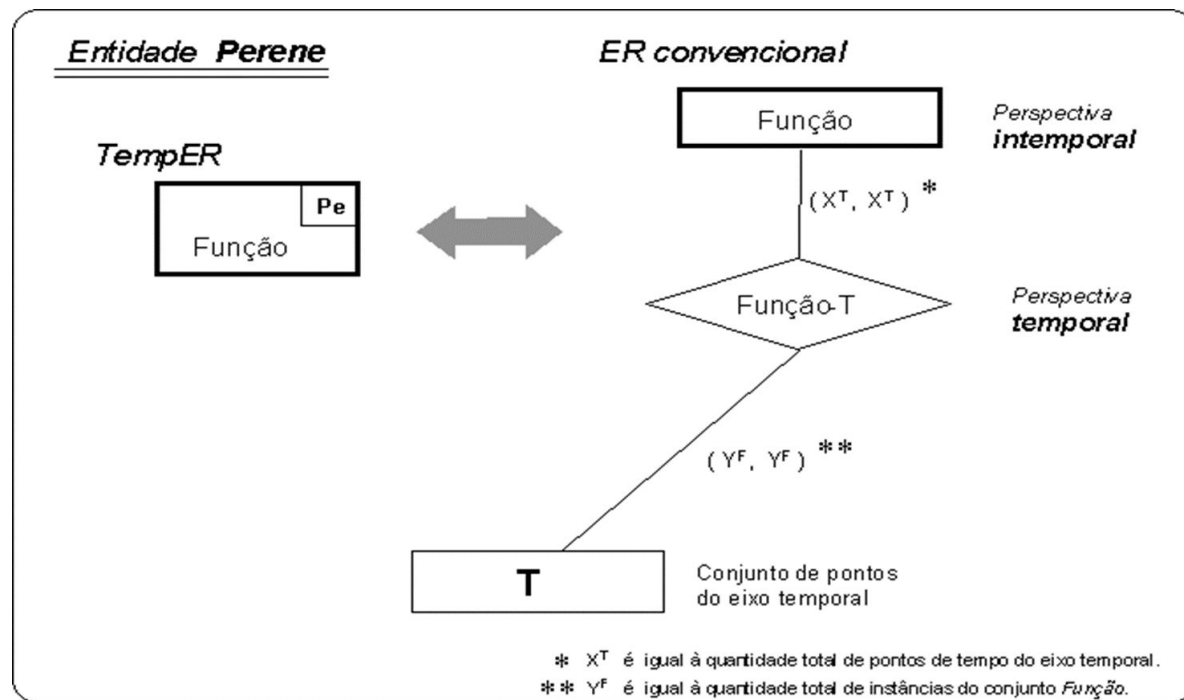 Entidade Perene
ER convencional
TempER
Pe
Função
Função
Perspectiva
intemporal
(Xᵀ, Xᵀ) *
Função-T
Perspectiva
temporal
(Yᶠ, Yᶠ) **
T
Conjunto de pontos
do eixo temporal
* Xᵀ é igual à quantidade total de pontos de tempo do eixo temporal.
** Yᶠ é igual à quantidade total de instâncias do conjunto Função.